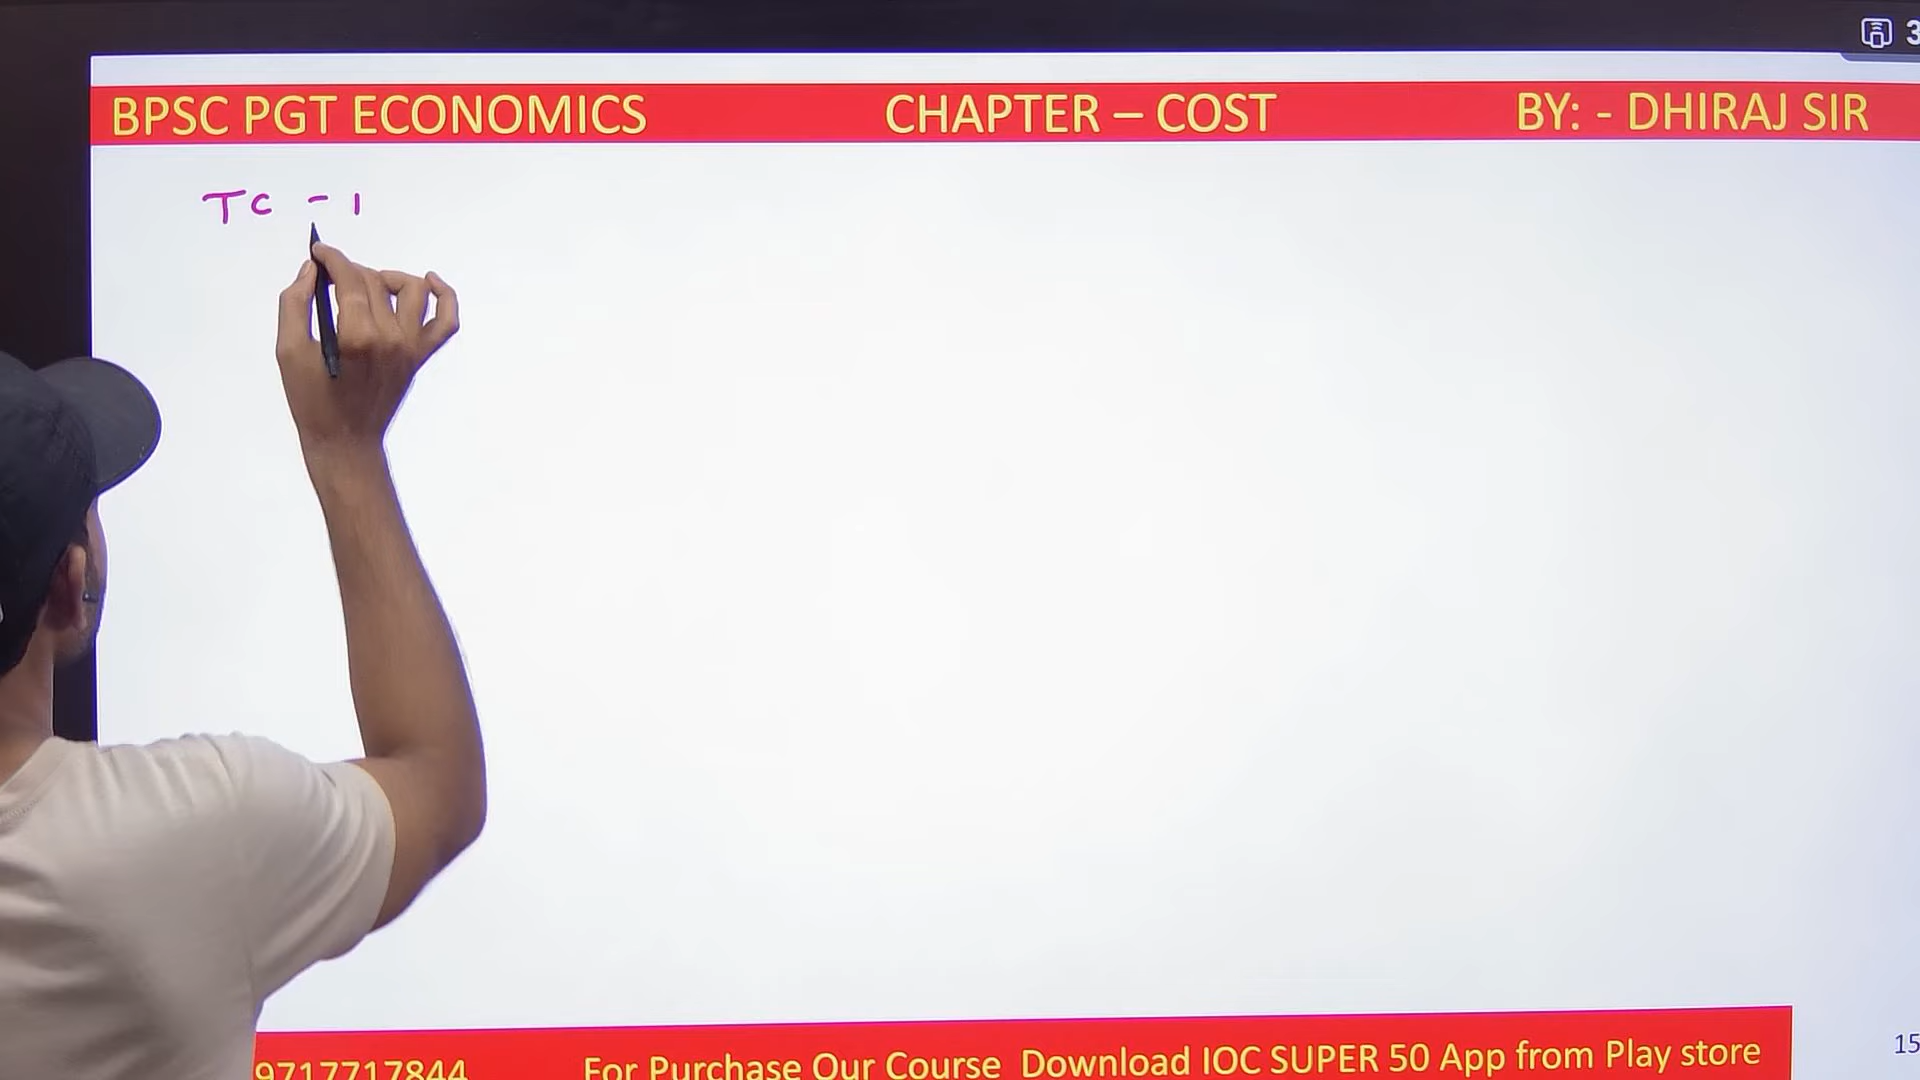 3
BPSC PGT ECONOMICS CHAPTER – COST BY: - DHIRAJ SIR
TC - 1
9717717844 For Purchase Our Course Download IOC SUPER 50 App from Play store
15